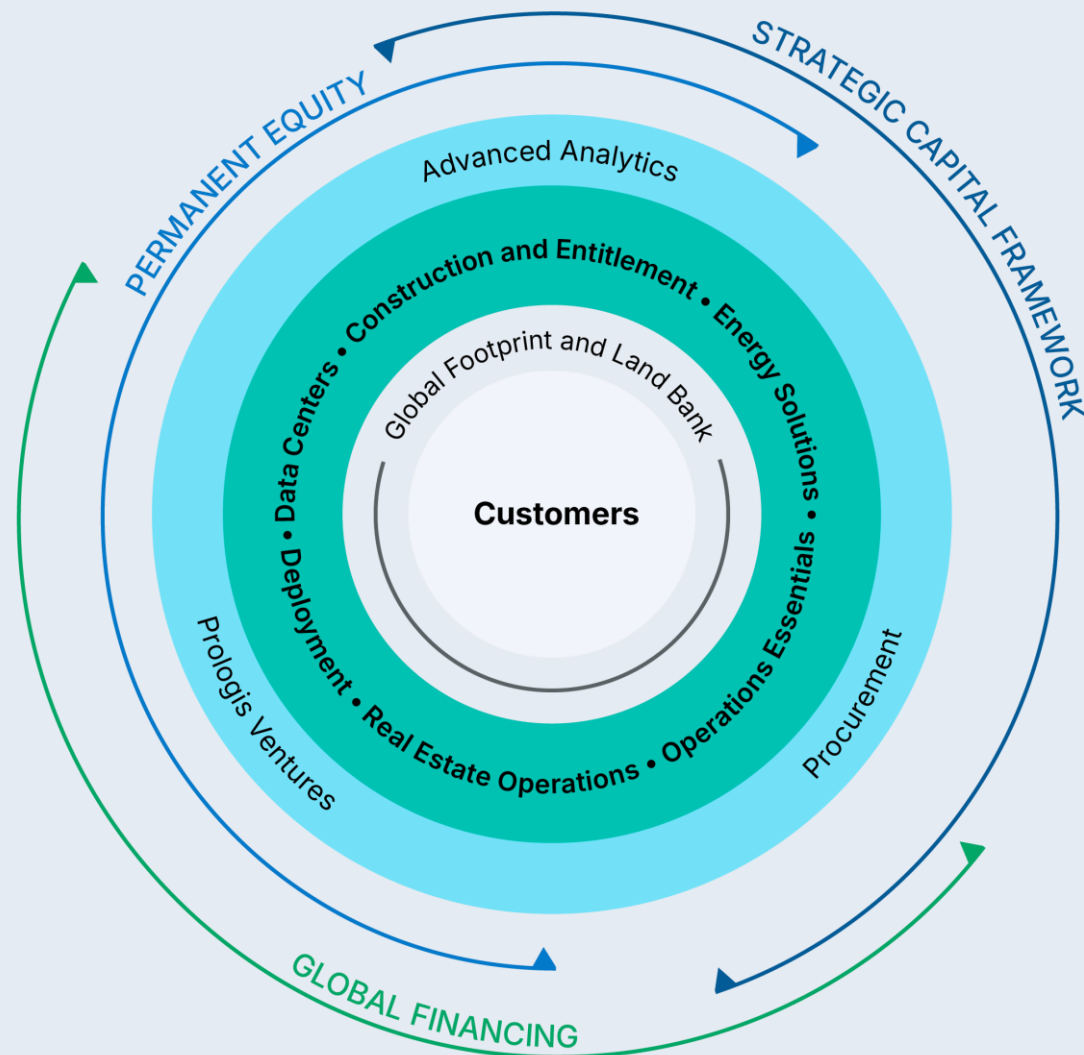 STRATEGIC CAPITAL FRAMEWORK
PERMANENT EQUITY
GLOBAL FINANCING
Advanced Analytics
Procurement
Prologis Ventures
Construction and Entitlement • Energy Solutions • Operations Essentials • Real Estate Operations • Deployment • Data Centers •
Global Footprint and Land Bank
Customers